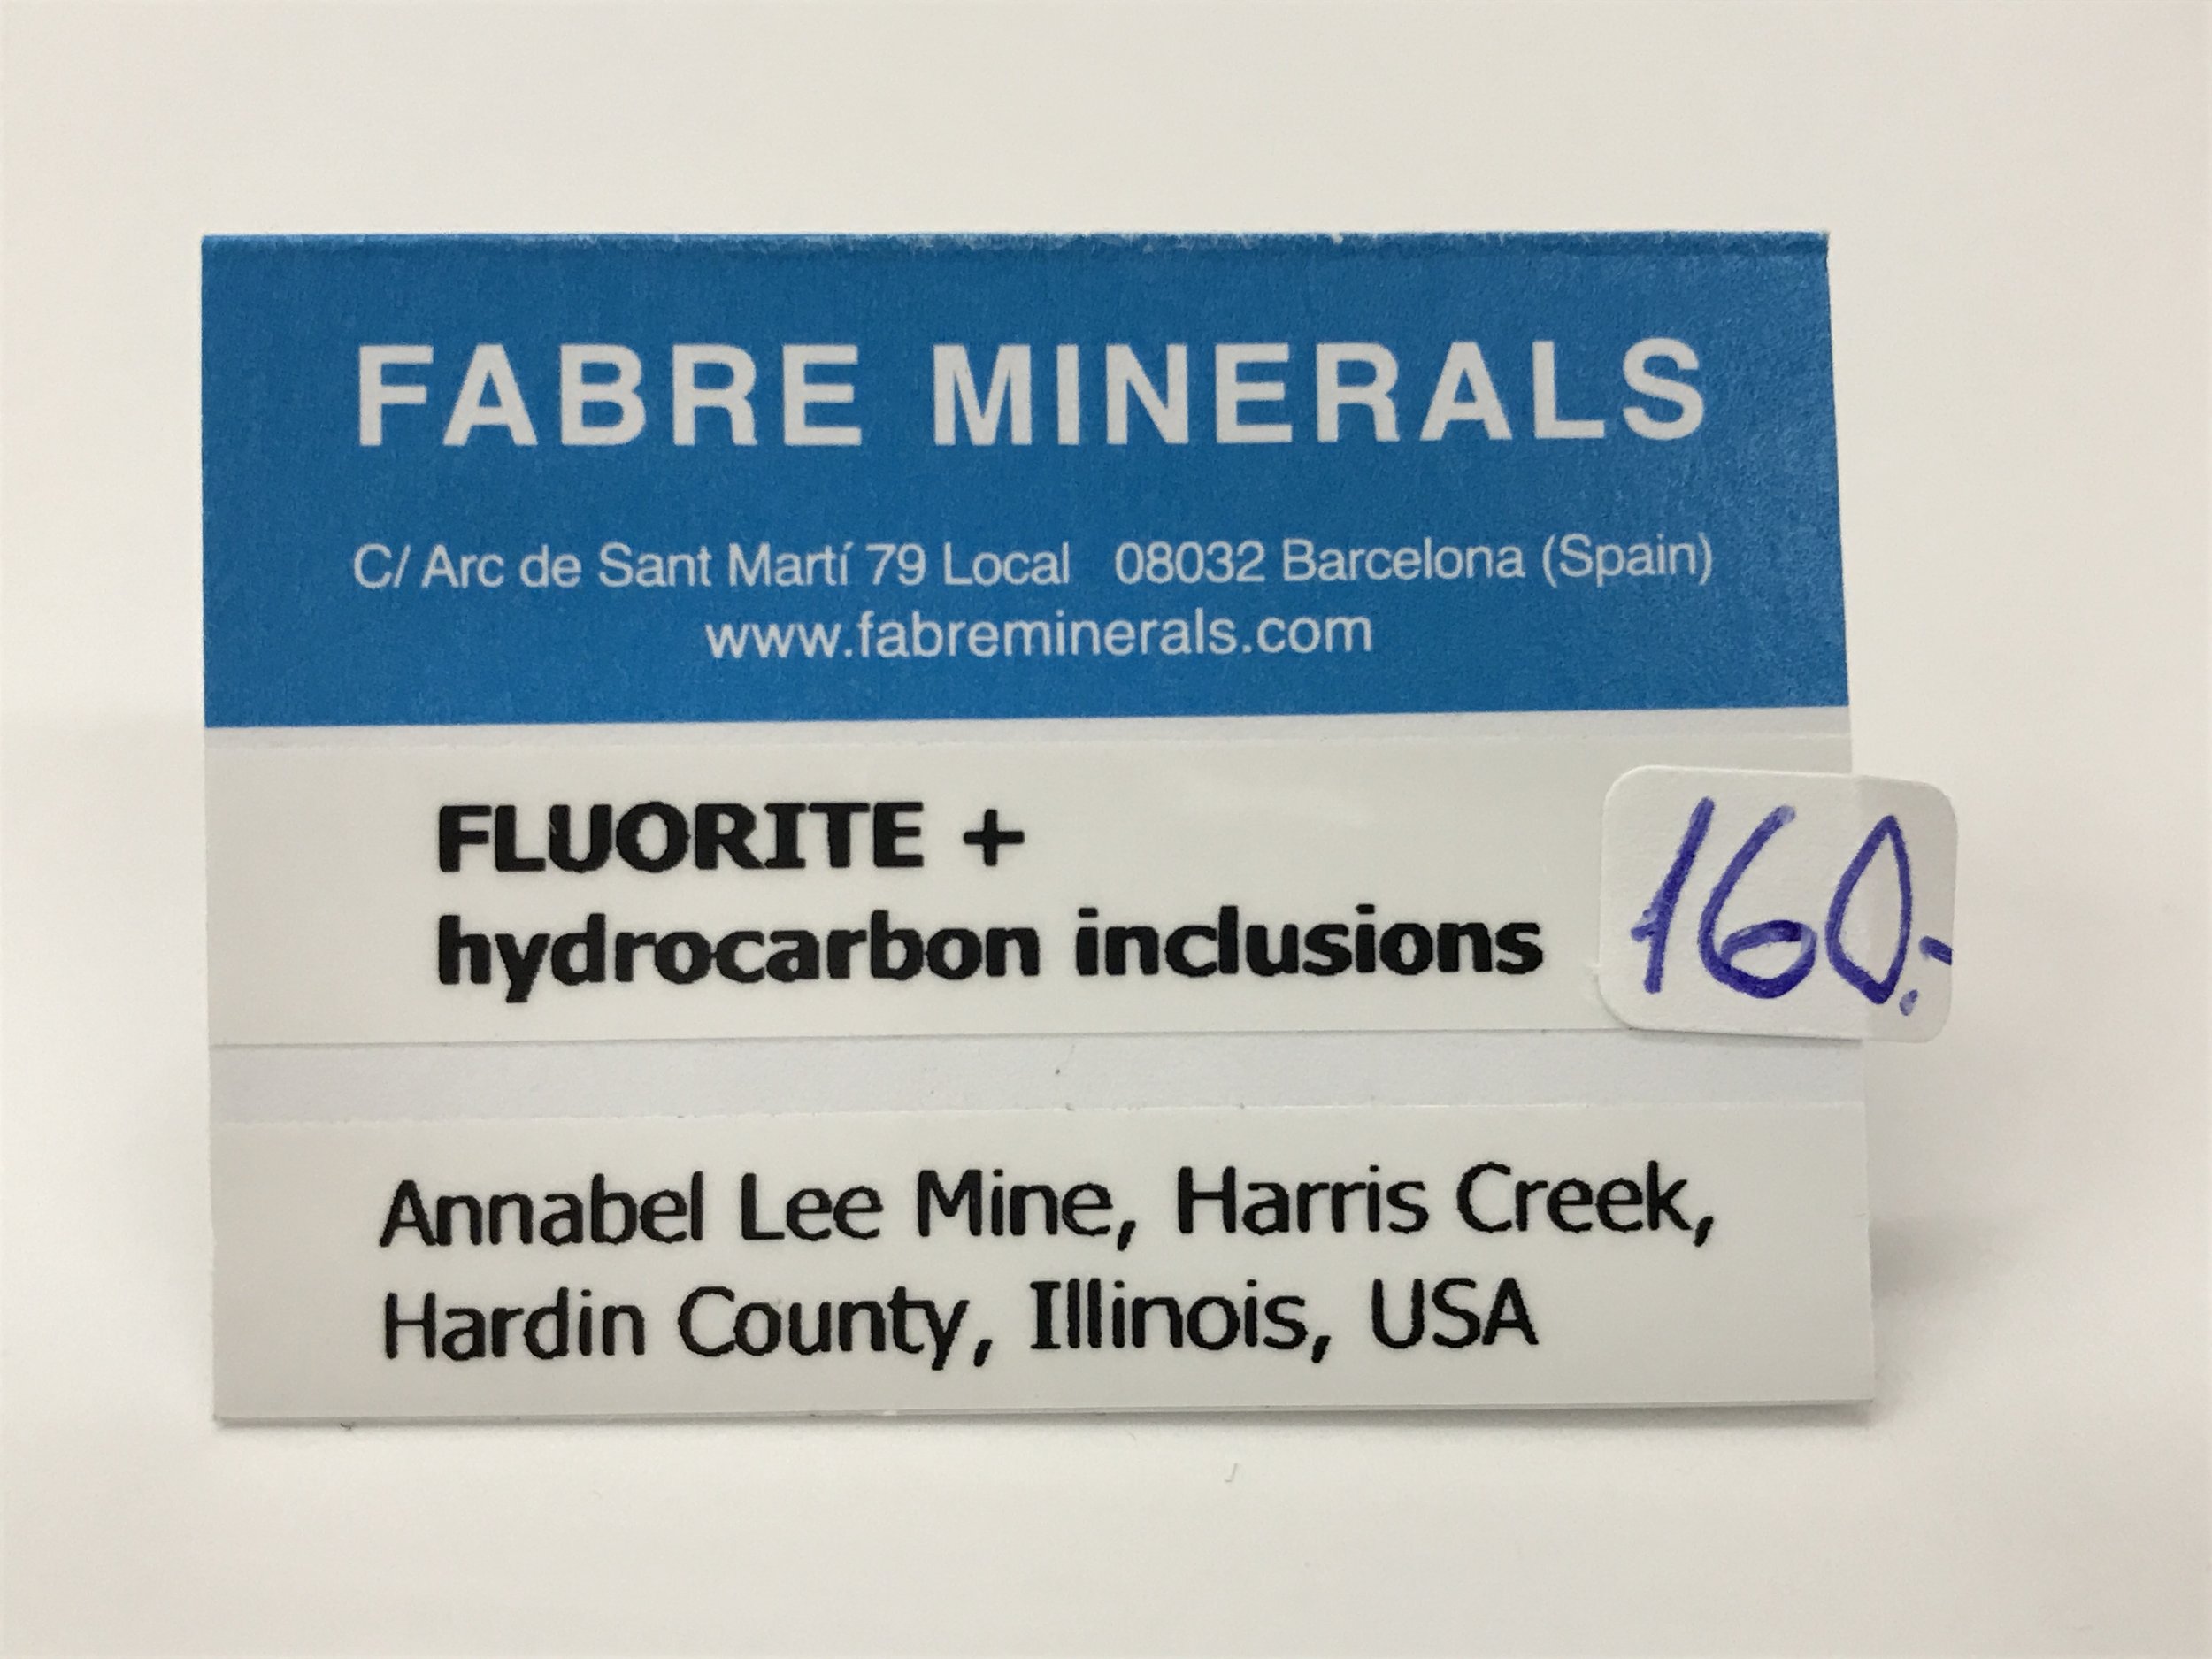 FABRE MINERALS
C/ Arc de Sant Martí 79 Local 08032 Barcelona (Spain)
www.fabreminerals.com
FLUORITE +
hydrocarbon inclusions
160.-
Annabel Lee Mine, Harris Creek,
Hardin County, Illinois, USA